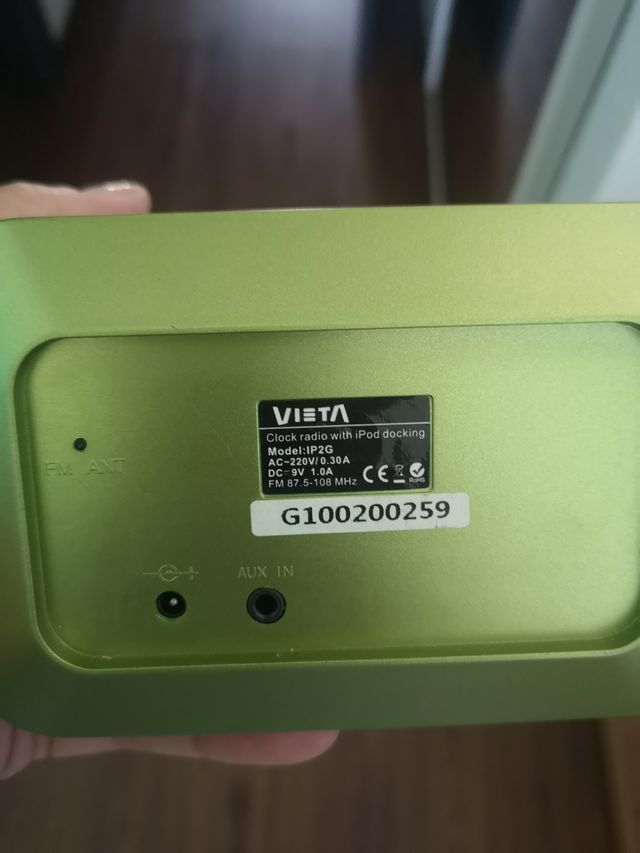 VIETA
Clock radio with iPod docking
Model:IP2G
AC~220V/0.30A
DC⎓9V 1.0A
FM 87.5-108 MHz
CE
RoHS
G100200259
FM ANT
AUX IN